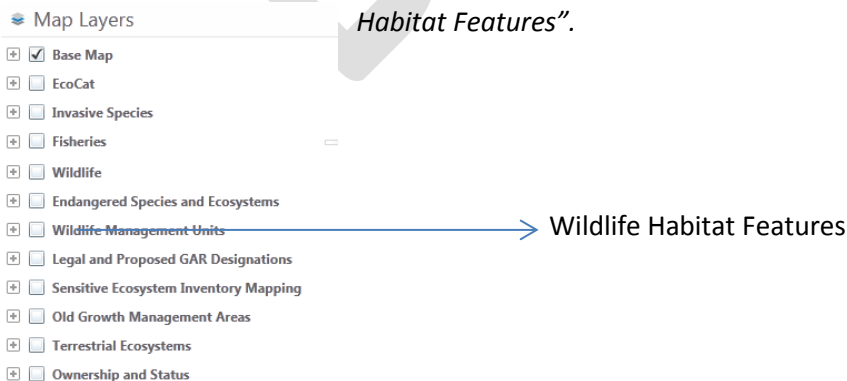 Map Layers
Habitat Features”.
Base Map
EcoCat
Invasive Species
Fisheries
Wildlife
Endangered Species and Ecosystems
Wildlife Management Units
Wildlife Habitat Features
Legal and Proposed GAR Designations
Sensitive Ecosystem Inventory Mapping
Old Growth Management Areas
Terrestrial Ecosystems
Ownership and Status